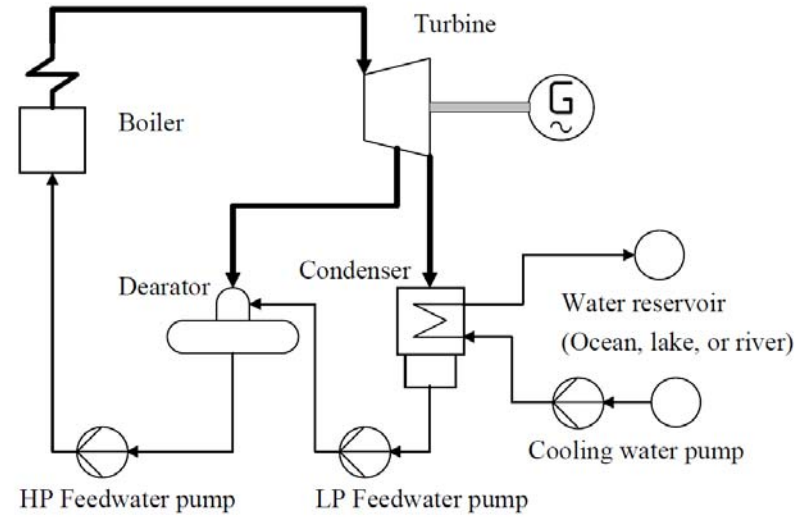 Turbine
G
Boiler
Condenser
Dearator
Water reservoir
(Ocean, lake, or river)
Cooling water pump
HP Feedwater pump
LP Feedwater pump